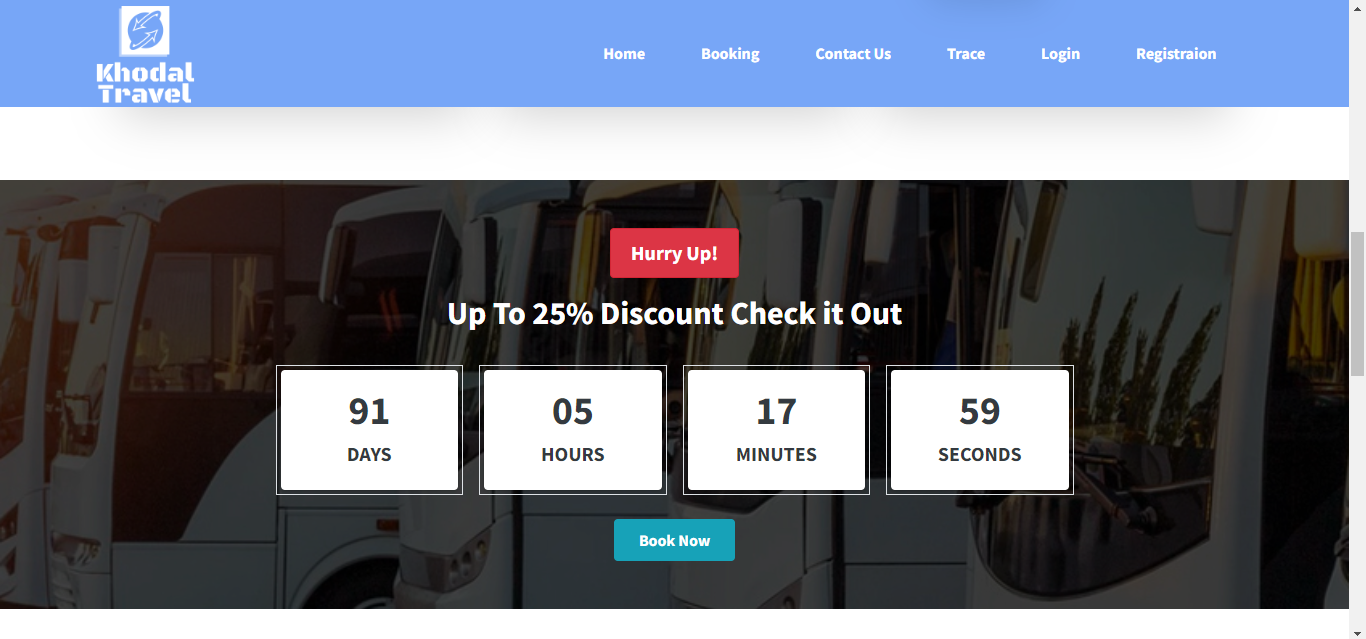 Khodal
Travel
Home Booking Contact Us Trace Login Registraion
Hurry Up!
Up To 25% Discount Check it Out
91 05 17 59
DAYS HOURS MINUTES SECONDS
Book Now